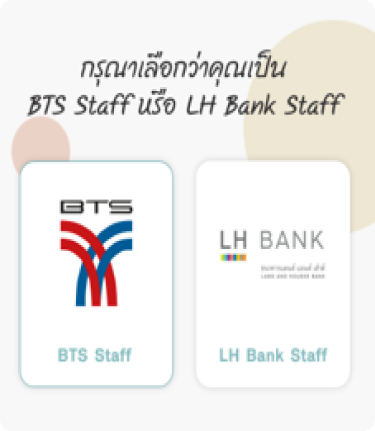 กรุณาเลือกว่าคุณเป็น
BTS Staff หรือ LH Bank Staff
BTS
LH BANK
ธนาคารแลนด์ แอนด์ เฮ้าส์
LAND AND HOUSES BANK
BTS Staff
LH Bank Staff